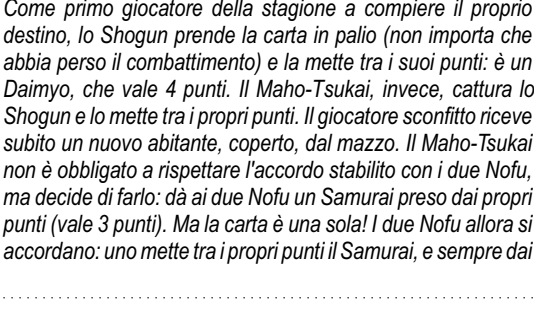 Come primo giocatore della stagione a compiere il proprio
destino, lo Shogun prende la carta in palio (non importa che
abbia perso il combattimento) e la mette tra i suoi punti: è un
Daimyo, che vale 4 punti. Il Maho-Tsukai, invece, cattura lo
Shogun e lo mette tra i propri punti. Il giocatore sconfitto riceve
subito un nuovo abitante, coperto, dal mazzo. Il Maho-Tsukai
non è obbligato a rispettare l'accordo stabilito con i due Nofu,
ma decide di farlo: dà ai due Nofu un Samurai preso dai propri
punti (vale 3 punti). Ma la carta è una sola! I due Nofu allora si
accordano: uno mette tra i propri punti il Samurai, e sempre dai